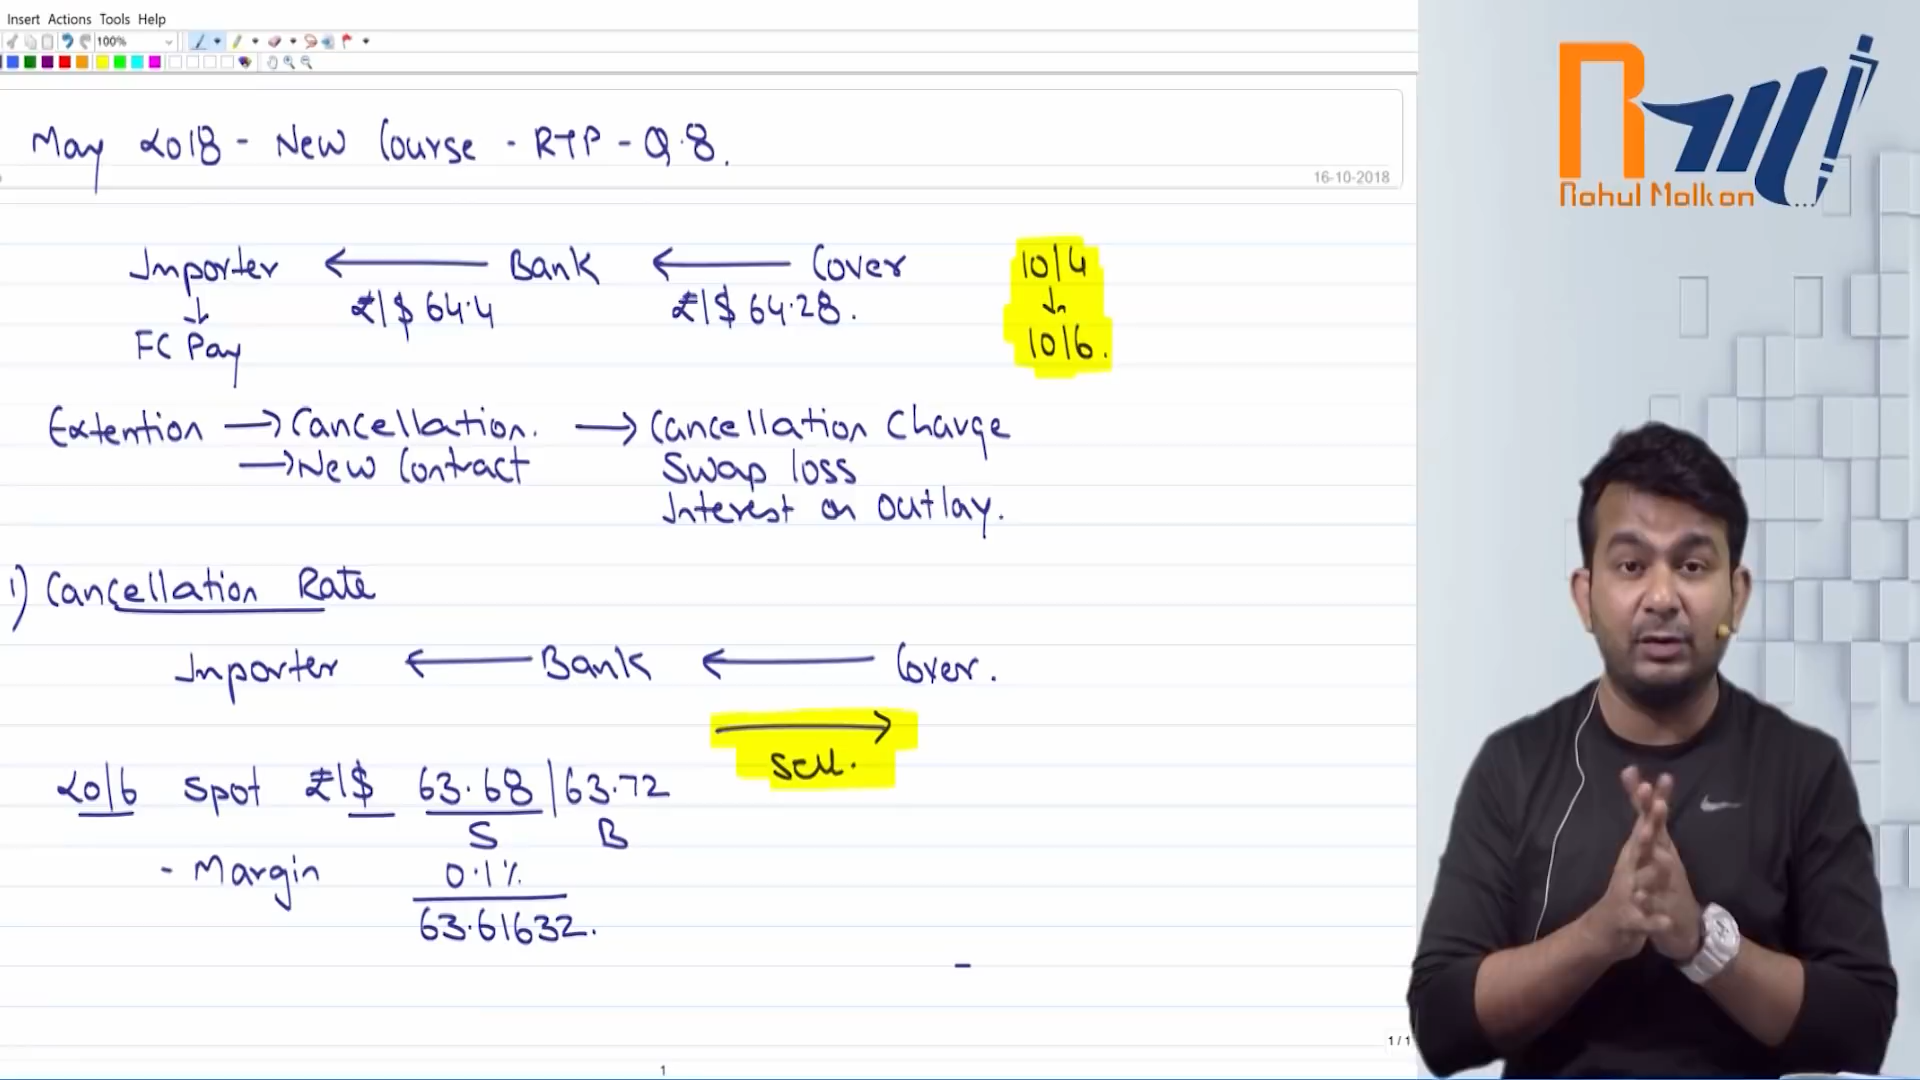 Insert Actions Tools Help
100%
May 2018 - New Course - RTP - Q.8.
16-10-2018
Importer ← Bank ← Cover
₹/$ 64.4 ₹/$ 64.28.
↓
FC Pay
10/4
↓
10/6.
Extention → Cancellation. → Cancellation Charge
→ New Contract Swap loss
Interest on outlay.
1) Cancellation Rate
Importer ← Bank ← Cover.
→
Sell.
20/6 Spot ₹/$ 63.68 | 63.72
S B
- Margin 0.1%
63.61632.
-
1 / 1
1
RM
Rahul Malkan